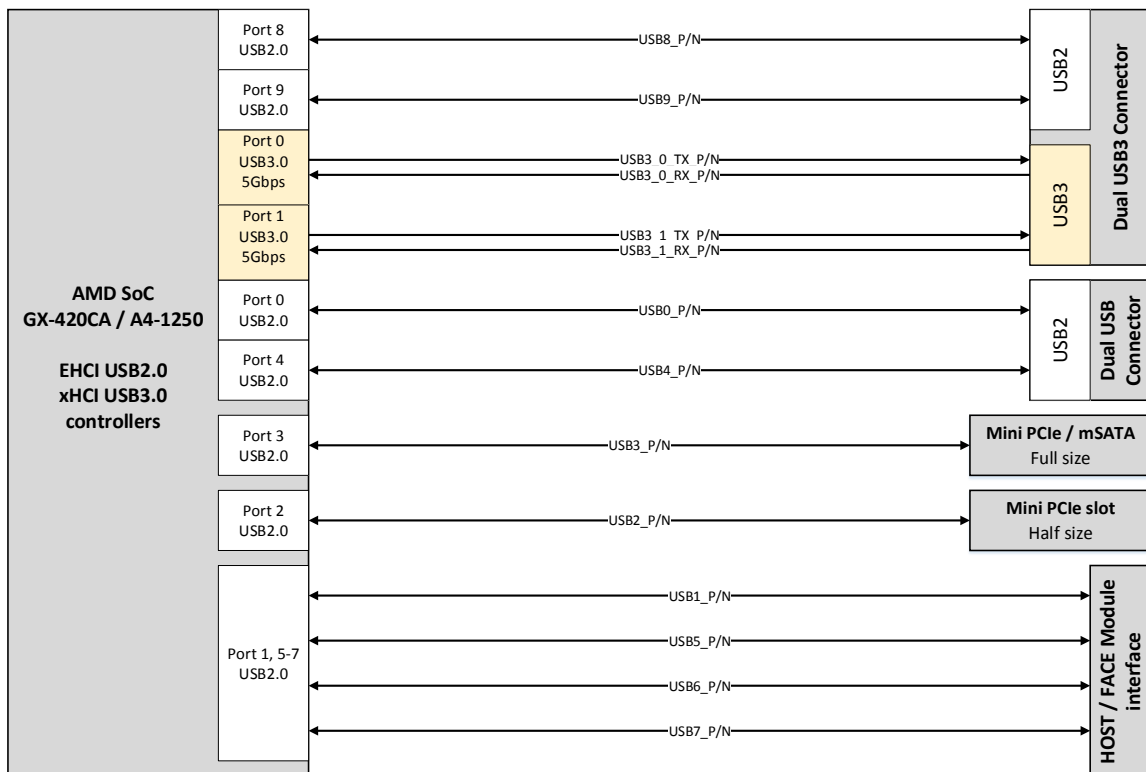 AMD SoC
GX-420CA / A4-1250
EHCI USB2.0
xHCI USB3.0
controllers
Port 8
USB2.0
Port 9
USB2.0
Port 0
USB3.0
5Gbps
Port 1
USB3.0
5Gbps
Port 0
USB2.0
Port 4
USB2.0
Port 3
USB2.0
Port 2
USB2.0
Port 1, 5-7
USB2.0
USB8_P/N
USB9_P/N
USB3_0_TX_P/N
USB3_0_RX_P/N
USB3_1_TX_P/N
USB3_1_RX_P/N
USB0_P/N
USB4_P/N
USB3_P/N
USB2_P/N
USB1_P/N
USB5_P/N
USB6_P/N
USB7_P/N
USB2
USB3
Dual USB3 Connector
USB2
Dual USB
Connector
Mini PCIe / mSATA
Full size
Mini PCIe slot
Half size
HOST / FACE Module
interface